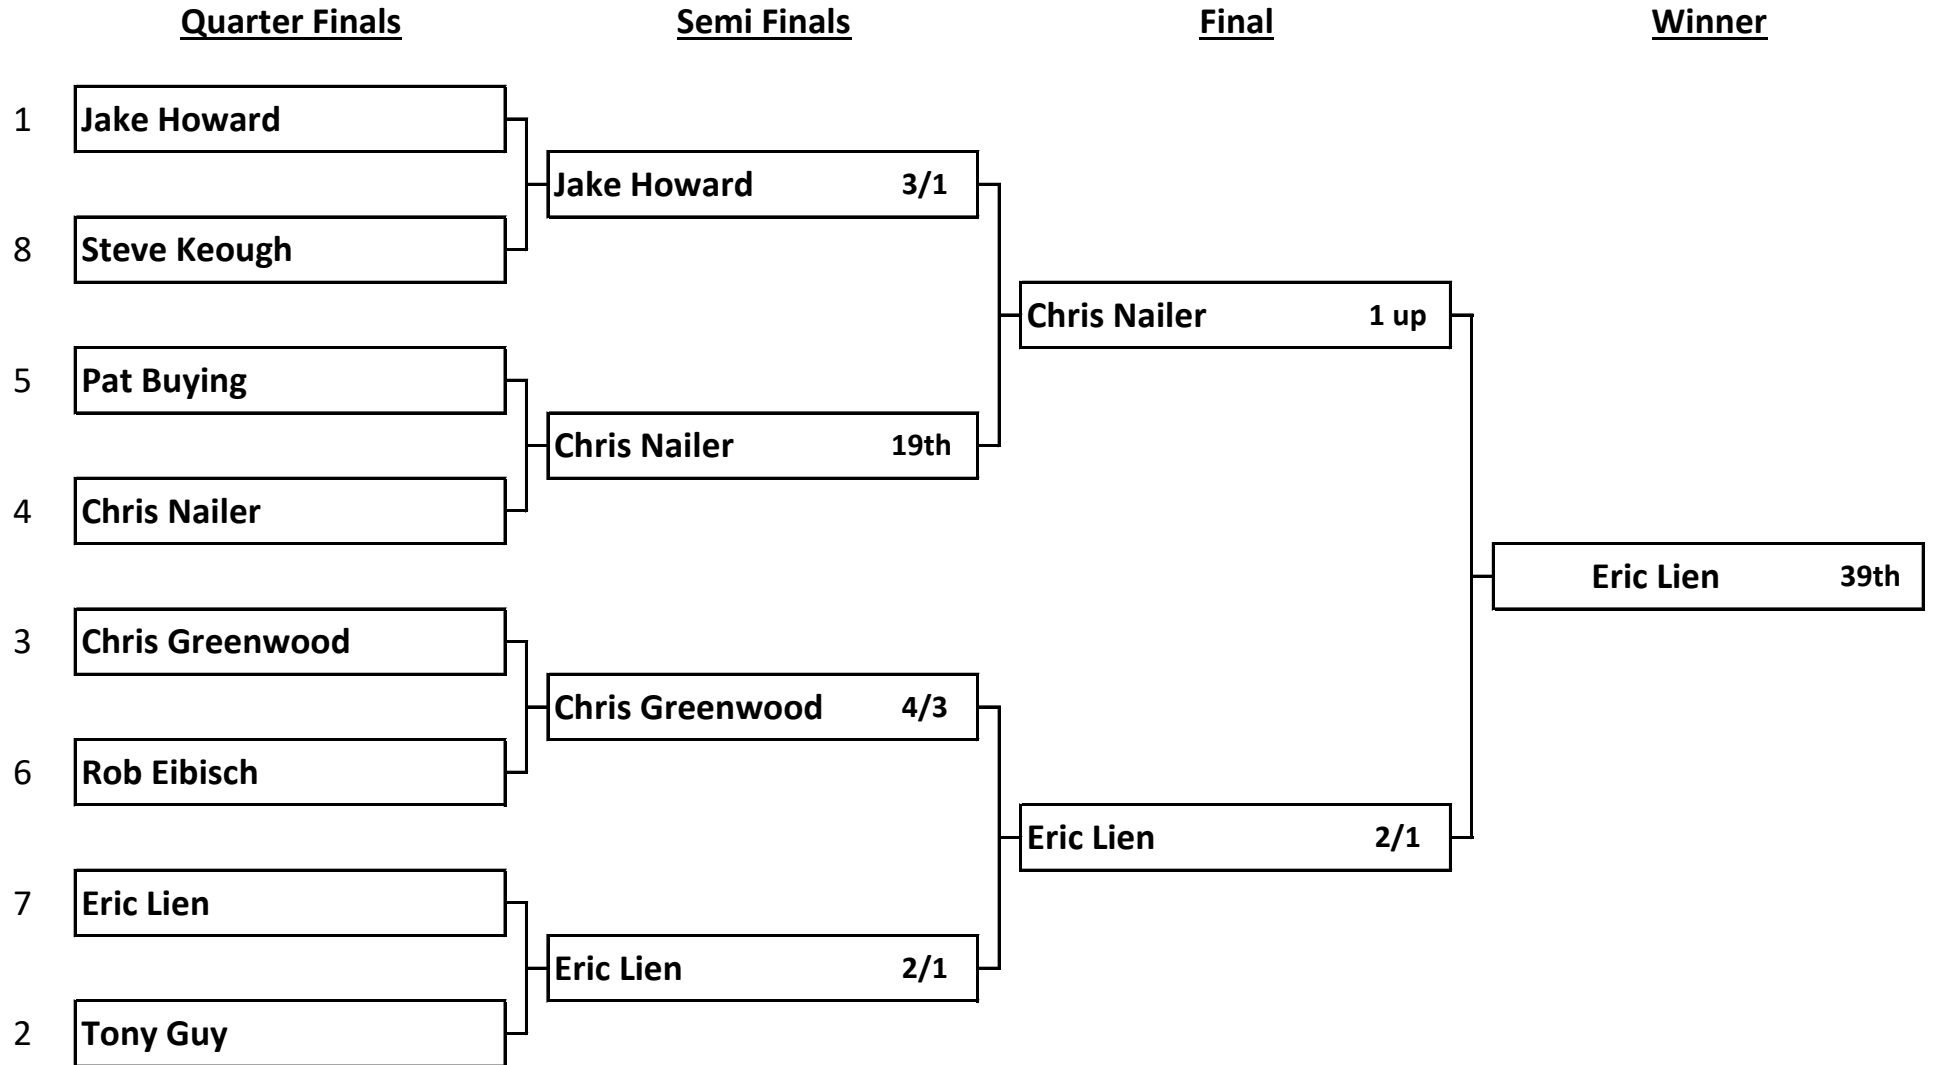 Quarter Finals Semi Finals Final Winner
1 Jake Howard
Jake Howard 3/1
8 Steve Keough
Chris Nailer 1 up
5 Pat Buying
Chris Nailer 19th
4 Chris Nailer
Eric Lien 39th
3 Chris Greenwood
Chris Greenwood 4/3
6 Rob Eibisch
Eric Lien 2/1
7 Eric Lien
Eric Lien 2/1
2 Tony Guy